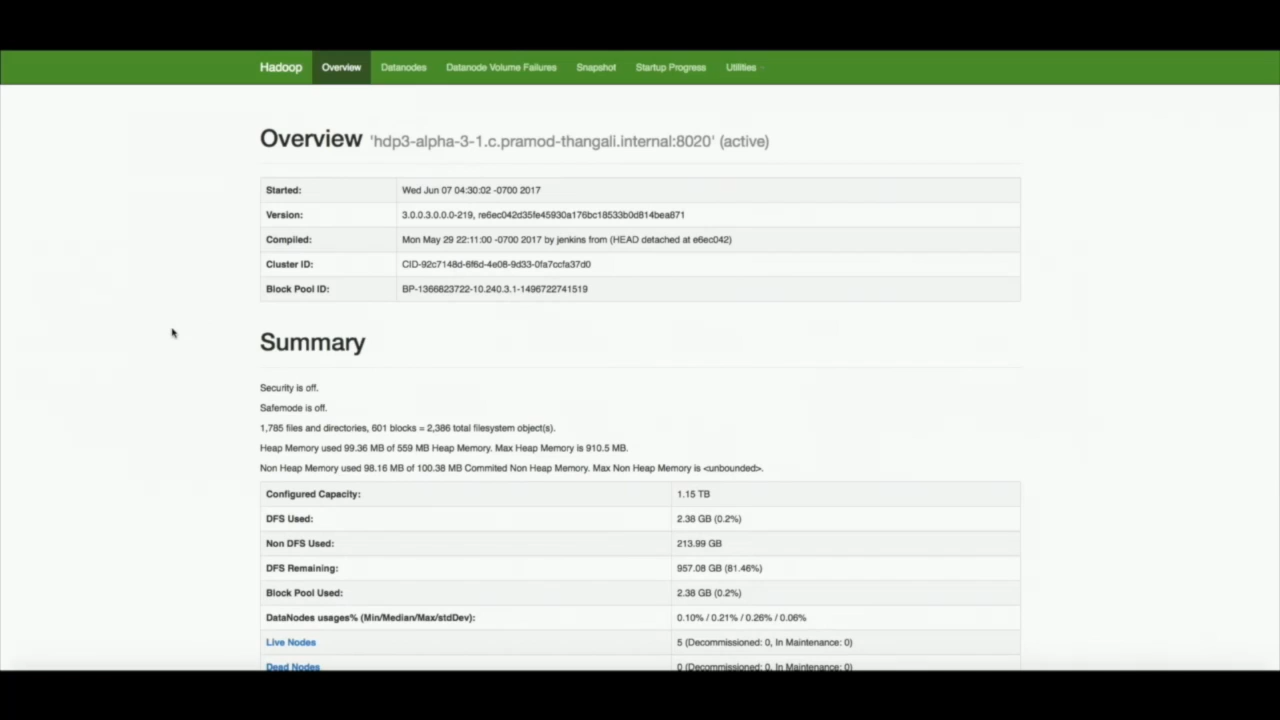 Hadoop Overview Datanodes Datanode Volume Failures Snapshot Startup Progress Utilities
Overview 'hdp3-alpha-3-1.c.pramod-thangali.internal:8020' (active)
Started: Wed Jun 07 04:30:02 -0700 2017
Version: 3.0.0.3.0.0.0-219, re6ec042d35fe45930a176bc18533b0d814bea871
Compiled: Mon May 29 22:11:00 -0700 2017 by jenkins from (HEAD detached at e6ec042)
Cluster ID: CID-92c7148d-6f6d-4e08-9d33-0fa7ccfa37d0
Block Pool ID: BP-1366823722-10.240.3.1-1496722741519
Summary
Security is off.
Safemode is off.
1,785 files and directories, 601 blocks = 2,386 total filesystem object(s).
Heap Memory used 99.36 MB of 559 MB Heap Memory. Max Heap Memory is 910.5 MB.
Non Heap Memory used 98.16 MB of 100.38 MB Commited Non Heap Memory. Max Non Heap Memory is <unbounded>.
Configured Capacity: 1.15 TB
DFS Used: 2.38 GB (0.2%)
Non DFS Used: 213.99 GB
DFS Remaining: 957.08 GB (81.46%)
Block Pool Used: 2.38 GB (0.2%)
DataNodes usages% (Min/Median/Max/stdDev): 0.10% / 0.21% / 0.26% / 0.06%
Live Nodes 5 (Decommissioned: 0, In Maintenance: 0)
Dead Nodes 0 (Decommissioned: 0, In Maintenance: 0)